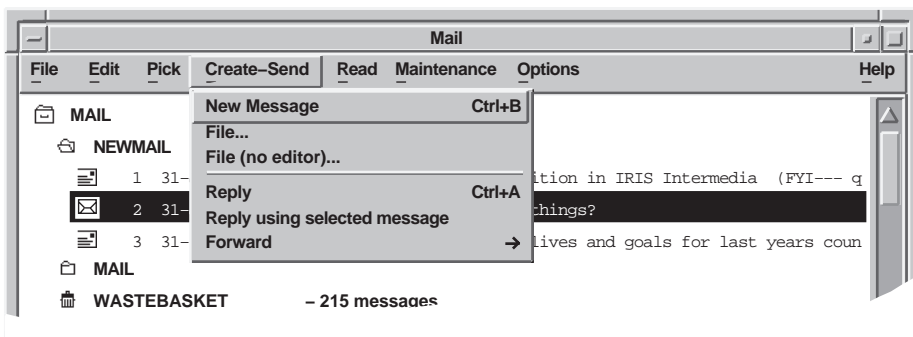 Mail
File Edit Pick Create–Send Read Maintenance Options Help
MAIL
NEWMAIL
1 31–
2 31–
3 31–
MAIL
WASTEBASKET – 215 messages
New Message Ctrl+B
File...
File (no editor)...
Reply Ctrl+A
Reply using selected message
Forward
ition in IRIS Intermedia (FYI--- q
things?
lives and goals for last years coun